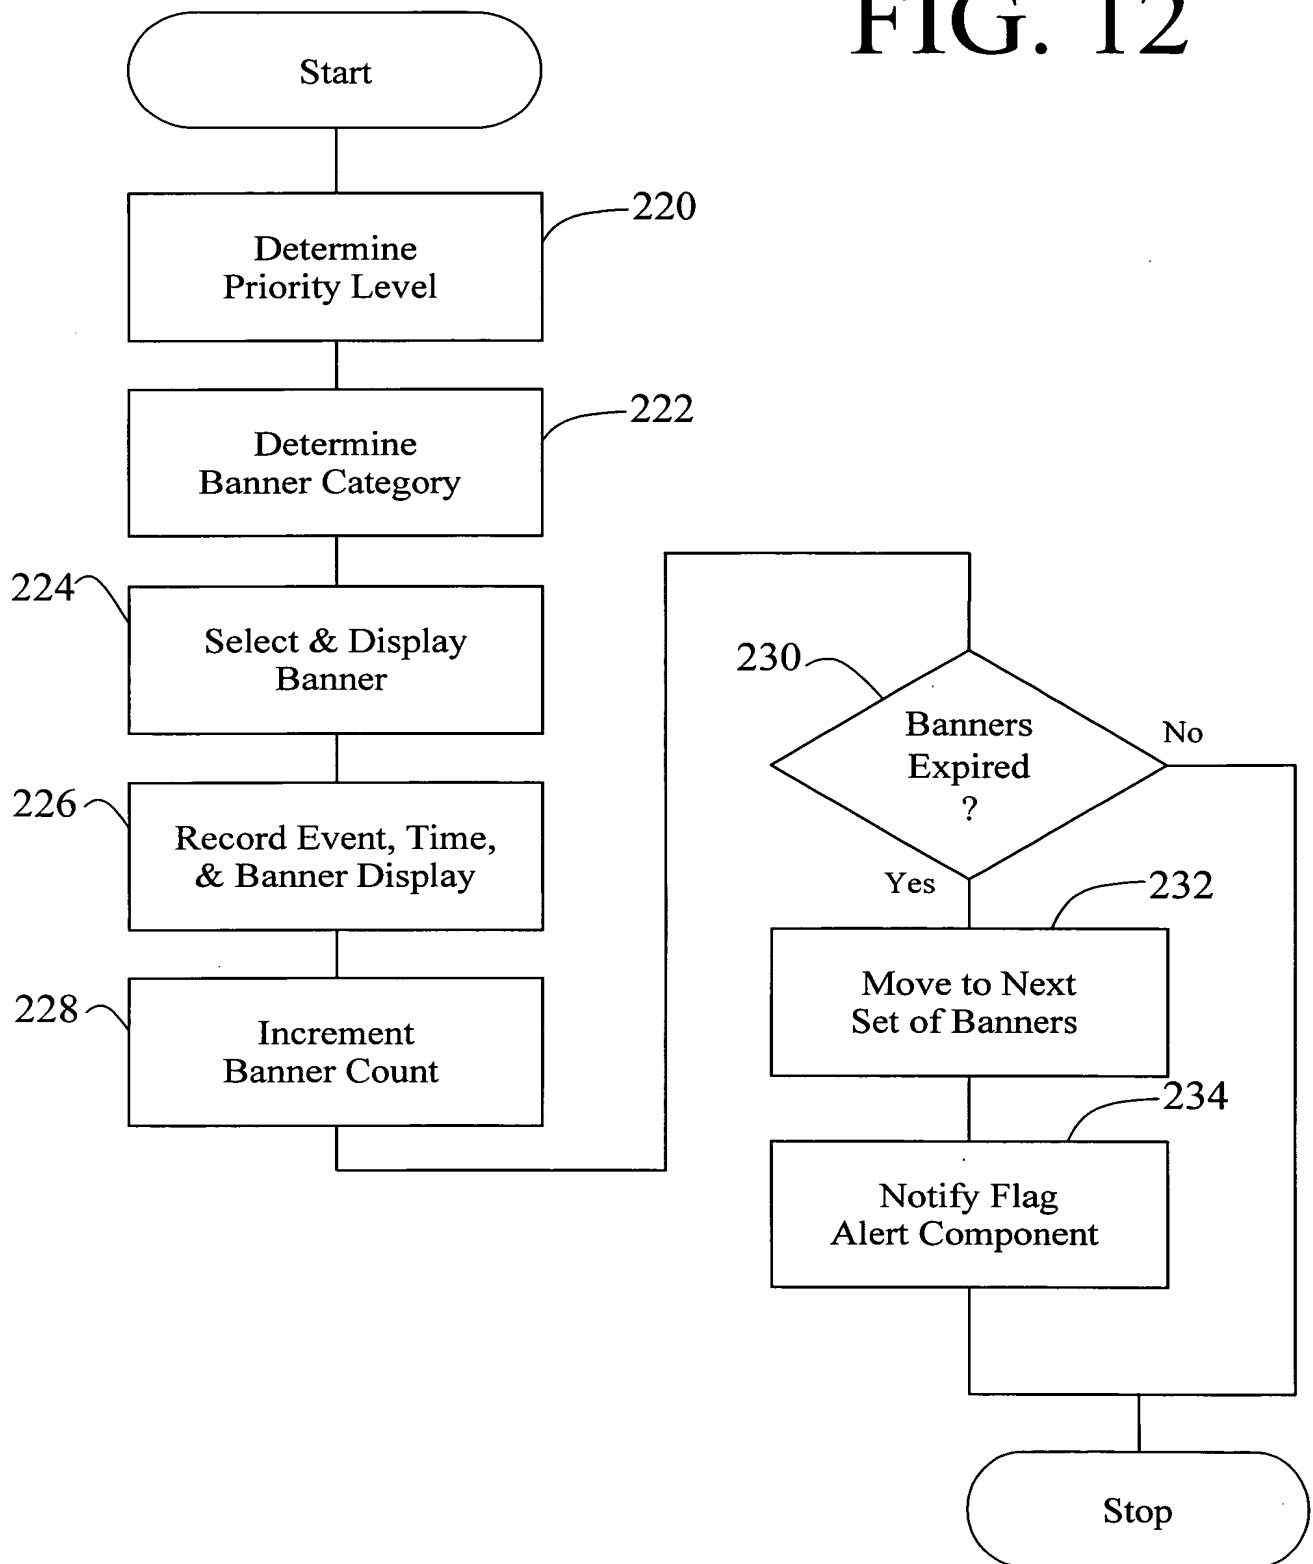 FIG. 12
Start
220
Determine
Priority Level
222
Determine
Banner Category
224
Select & Display
Banner
226
Record Event, Time,
& Banner Display
228
Increment
Banner Count
230
Banners
Expired
?
No
Yes
232
Move to Next
Set of Banners
234
Notify Flag
Alert Component
Stop